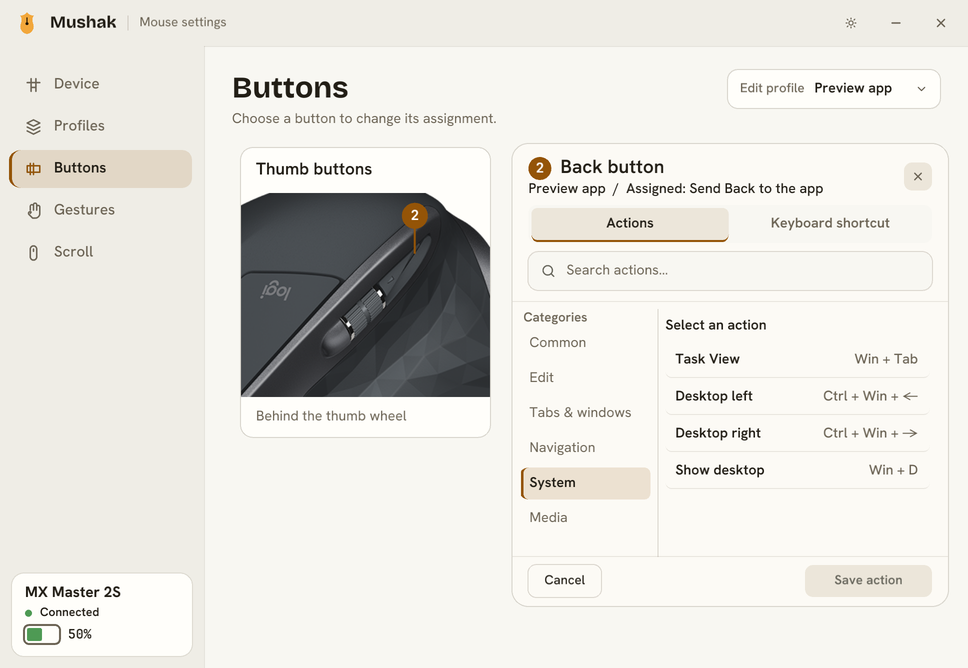 Mushak
Mouse settings
Device
Profiles
Buttons
Gestures
Scroll
MX Master 2S
Connected
50%
Buttons
Choose a button to change its assignment.
Edit profile Preview app
Thumb buttons
2
logi
Behind the thumb wheel
2 Back button
Preview app / Assigned: Send Back to the app
Actions
Keyboard shortcut
Search actions...
Categories
Common
Edit
Tabs & windows
Navigation
System
Media
Select an action
Task View Win + Tab
Desktop left Ctrl + Win + ←
Desktop right Ctrl + Win + →
Show desktop Win + D
Cancel
Save action